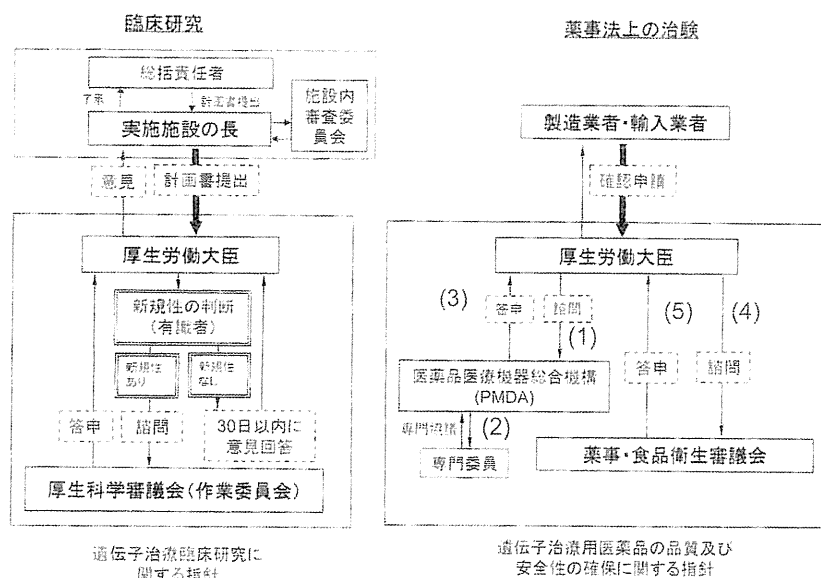 臨床研究
総括責任者
了承
計画書提出
施設内
審査委
員会
実施施設の長
意見
計画書提出
厚生労働大臣
新規性の判断
(有識者)
新規性
あり
新規性
なし
答申
諮問
30日以内に
意見回答
厚生科学審議会(作業委員会)
遺伝子治療臨床研究に
関する指針
薬事法上の治験
製造業者・輸入業者
確認申請
厚生労働大臣
(3)
答申
諮問
(1)
(5)
(4)
医薬品医療機器総合機構
(PMDA)
専門協議
(2)
専門委員
答申
諮問
薬事・食品衛生審議会
遺伝子治療用医薬品の品質及び
安全性の確保に関する指針